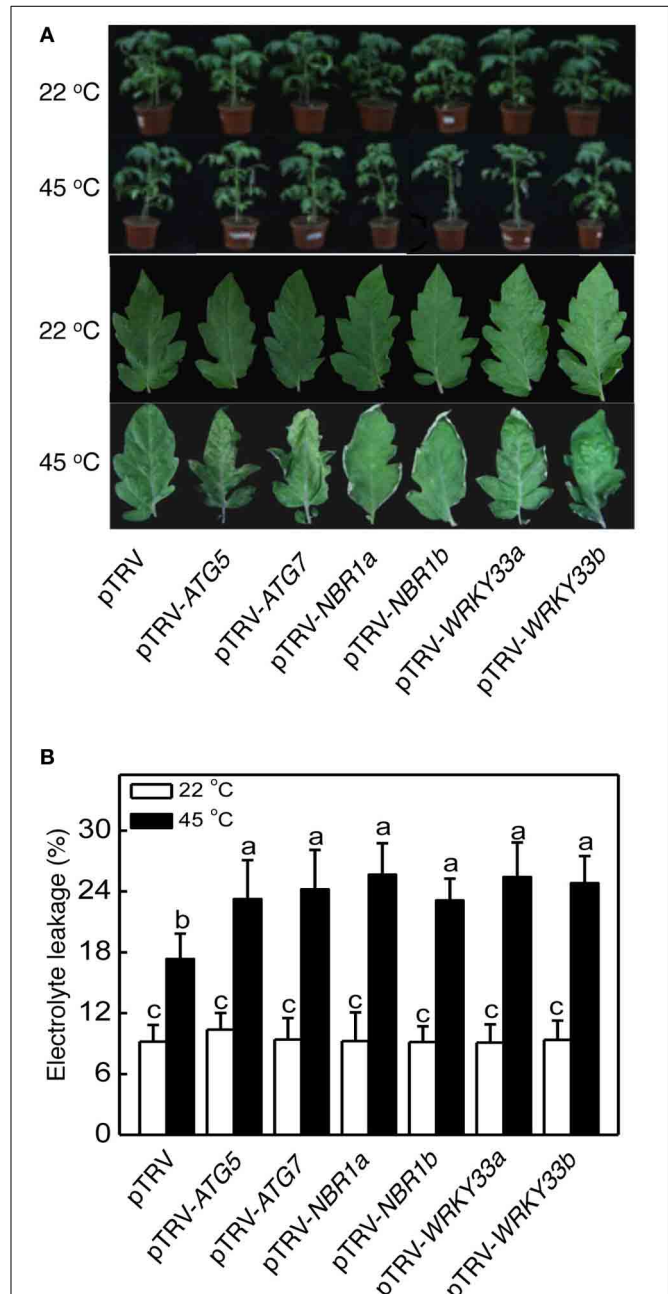 A
22 °C
45 °C
22 °C
45 °C
pTRV
pTRV-ATG5
pTRV-ATG7
pTRV-NBR1a
pTRV-NBR1b
pTRV-WRKY33a
pTRV-WRKY33b
B
22 °C
45 °C
Electrolyte leakage (%)
30
24
18
12
6
0
c
b
c
a
c
a
c
a
c
a
c
a
c
a
pTRV
pTRV-ATG5
pTRV-ATG7
pTRV-NBR1a
pTRV-NBR1b
pTRV-WRKY33a
pTRV-WRKY33b